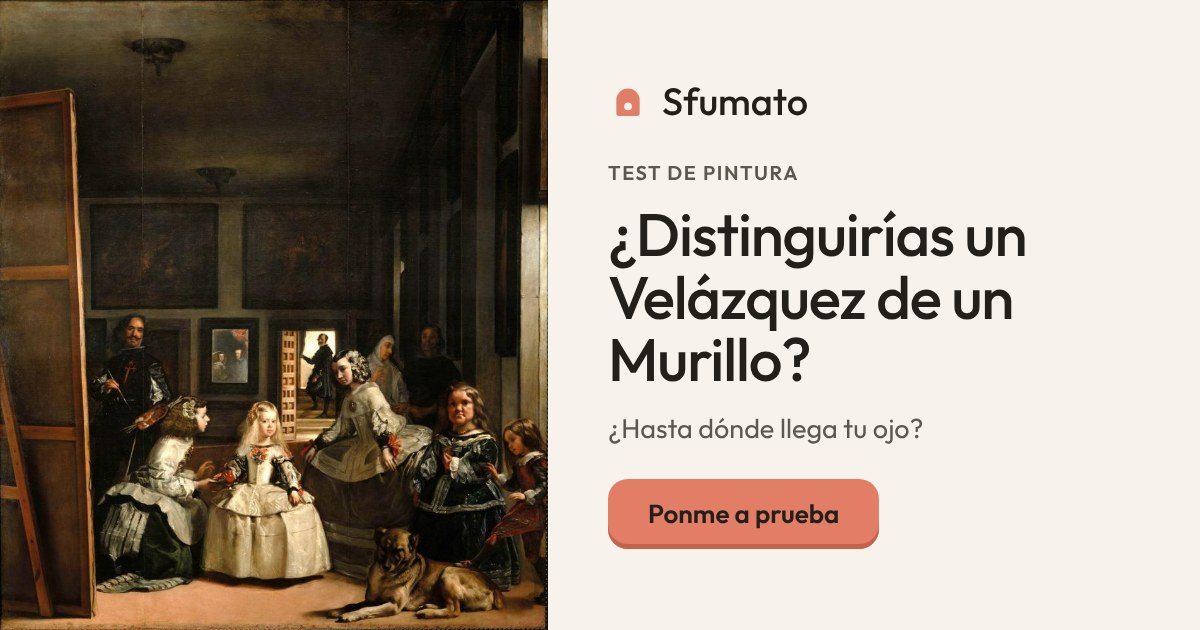 Sfumato
TEST DE PINTURA
¿Distinguirías un
Velázquez de un
Murillo?
¿Hasta dónde llega tu ojo?
Ponme a prueba